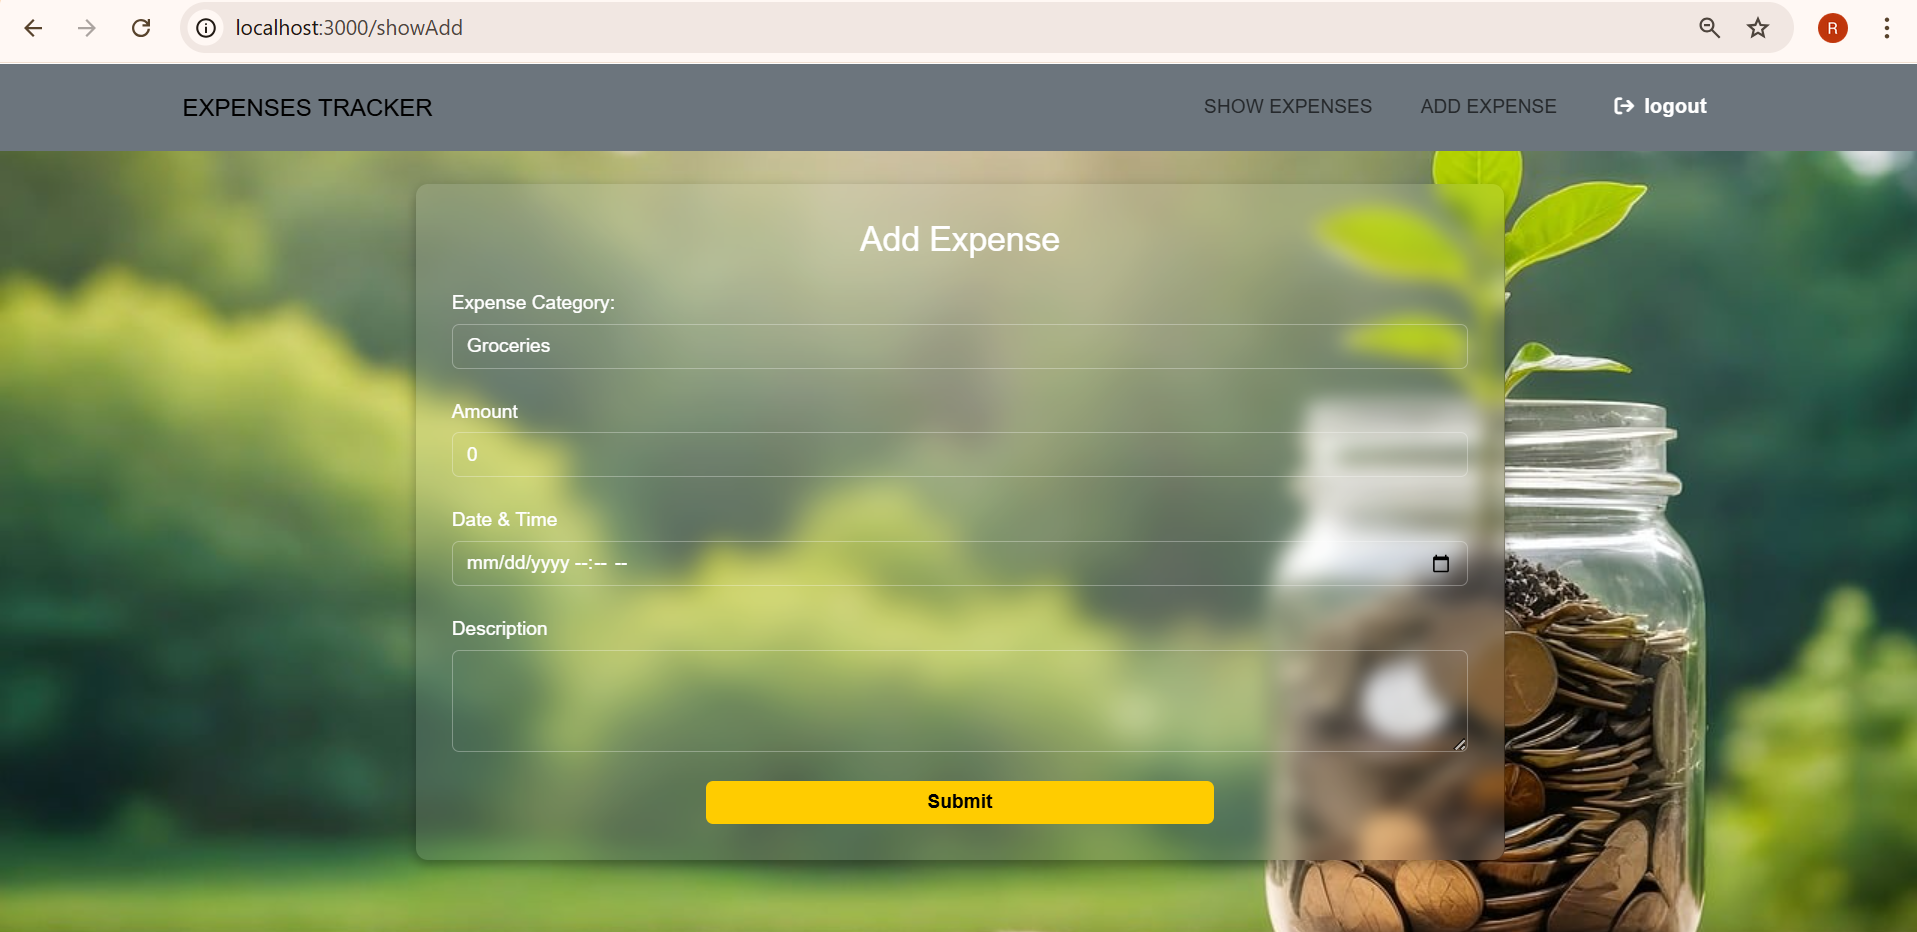 localhost:3000/showAdd
R
EXPENSES TRACKER
SHOW EXPENSES
ADD EXPENSE
logout
Add Expense
Expense Category:
Groceries
Amount
0
Date & Time
mm/dd/yyyy --:-- --
Description
Submit